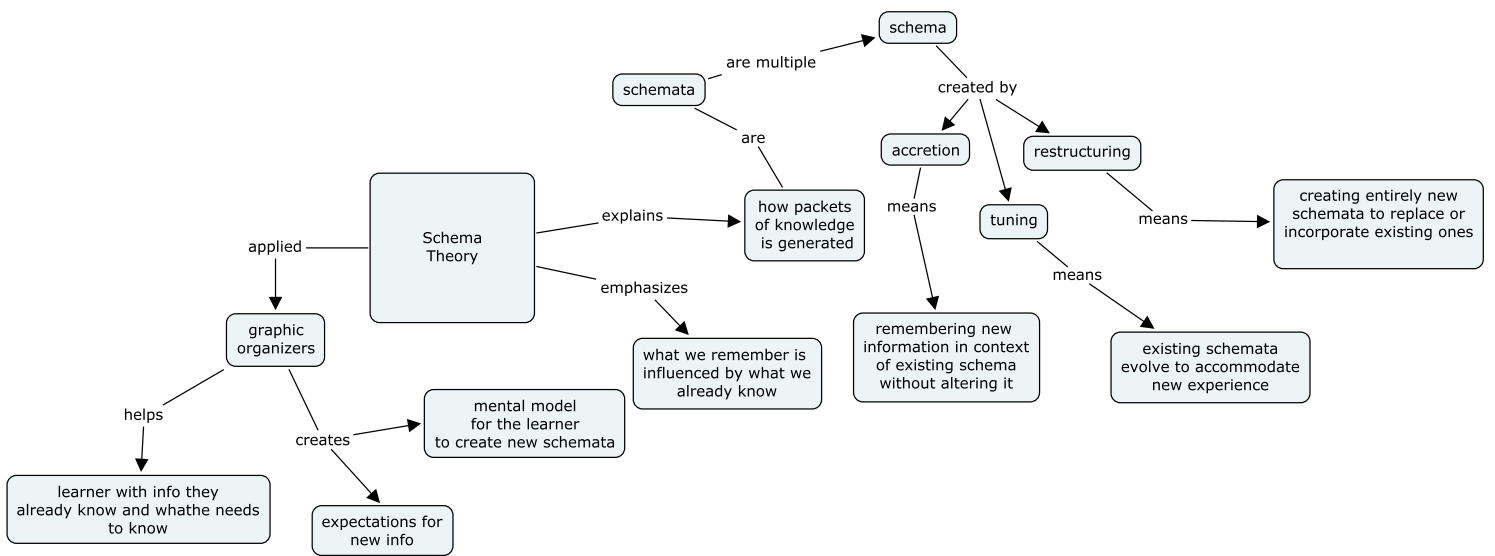 schema
are multiple
schemata
created by
are
accretion
restructuring
means
tuning
means
creating entirely new
schemata to replace or
incorporate existing ones
how packets
of knowledge
is generated
explains
Schema
Theory
applied
emphasizes
means
graphic
organizers
what we remember is
influenced by what we
already know
remembering new
information in context
of existing schema
without altering it
existing schemata
evolve to accommodate
new experience
helps
creates
mental model
for the learner
to create new schemata
learner with info they
already know and whathe needs
to know
expectations for
new info